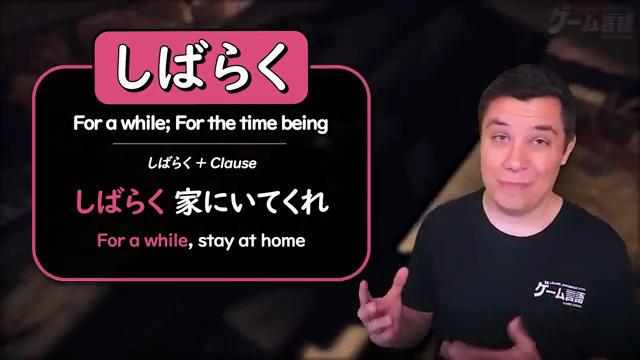 しばらく
For a while; For the time being
しばらく + Clause
しばらく 家にいてくれ
For a while, stay at home
ゲーム言語
ゲーム言語